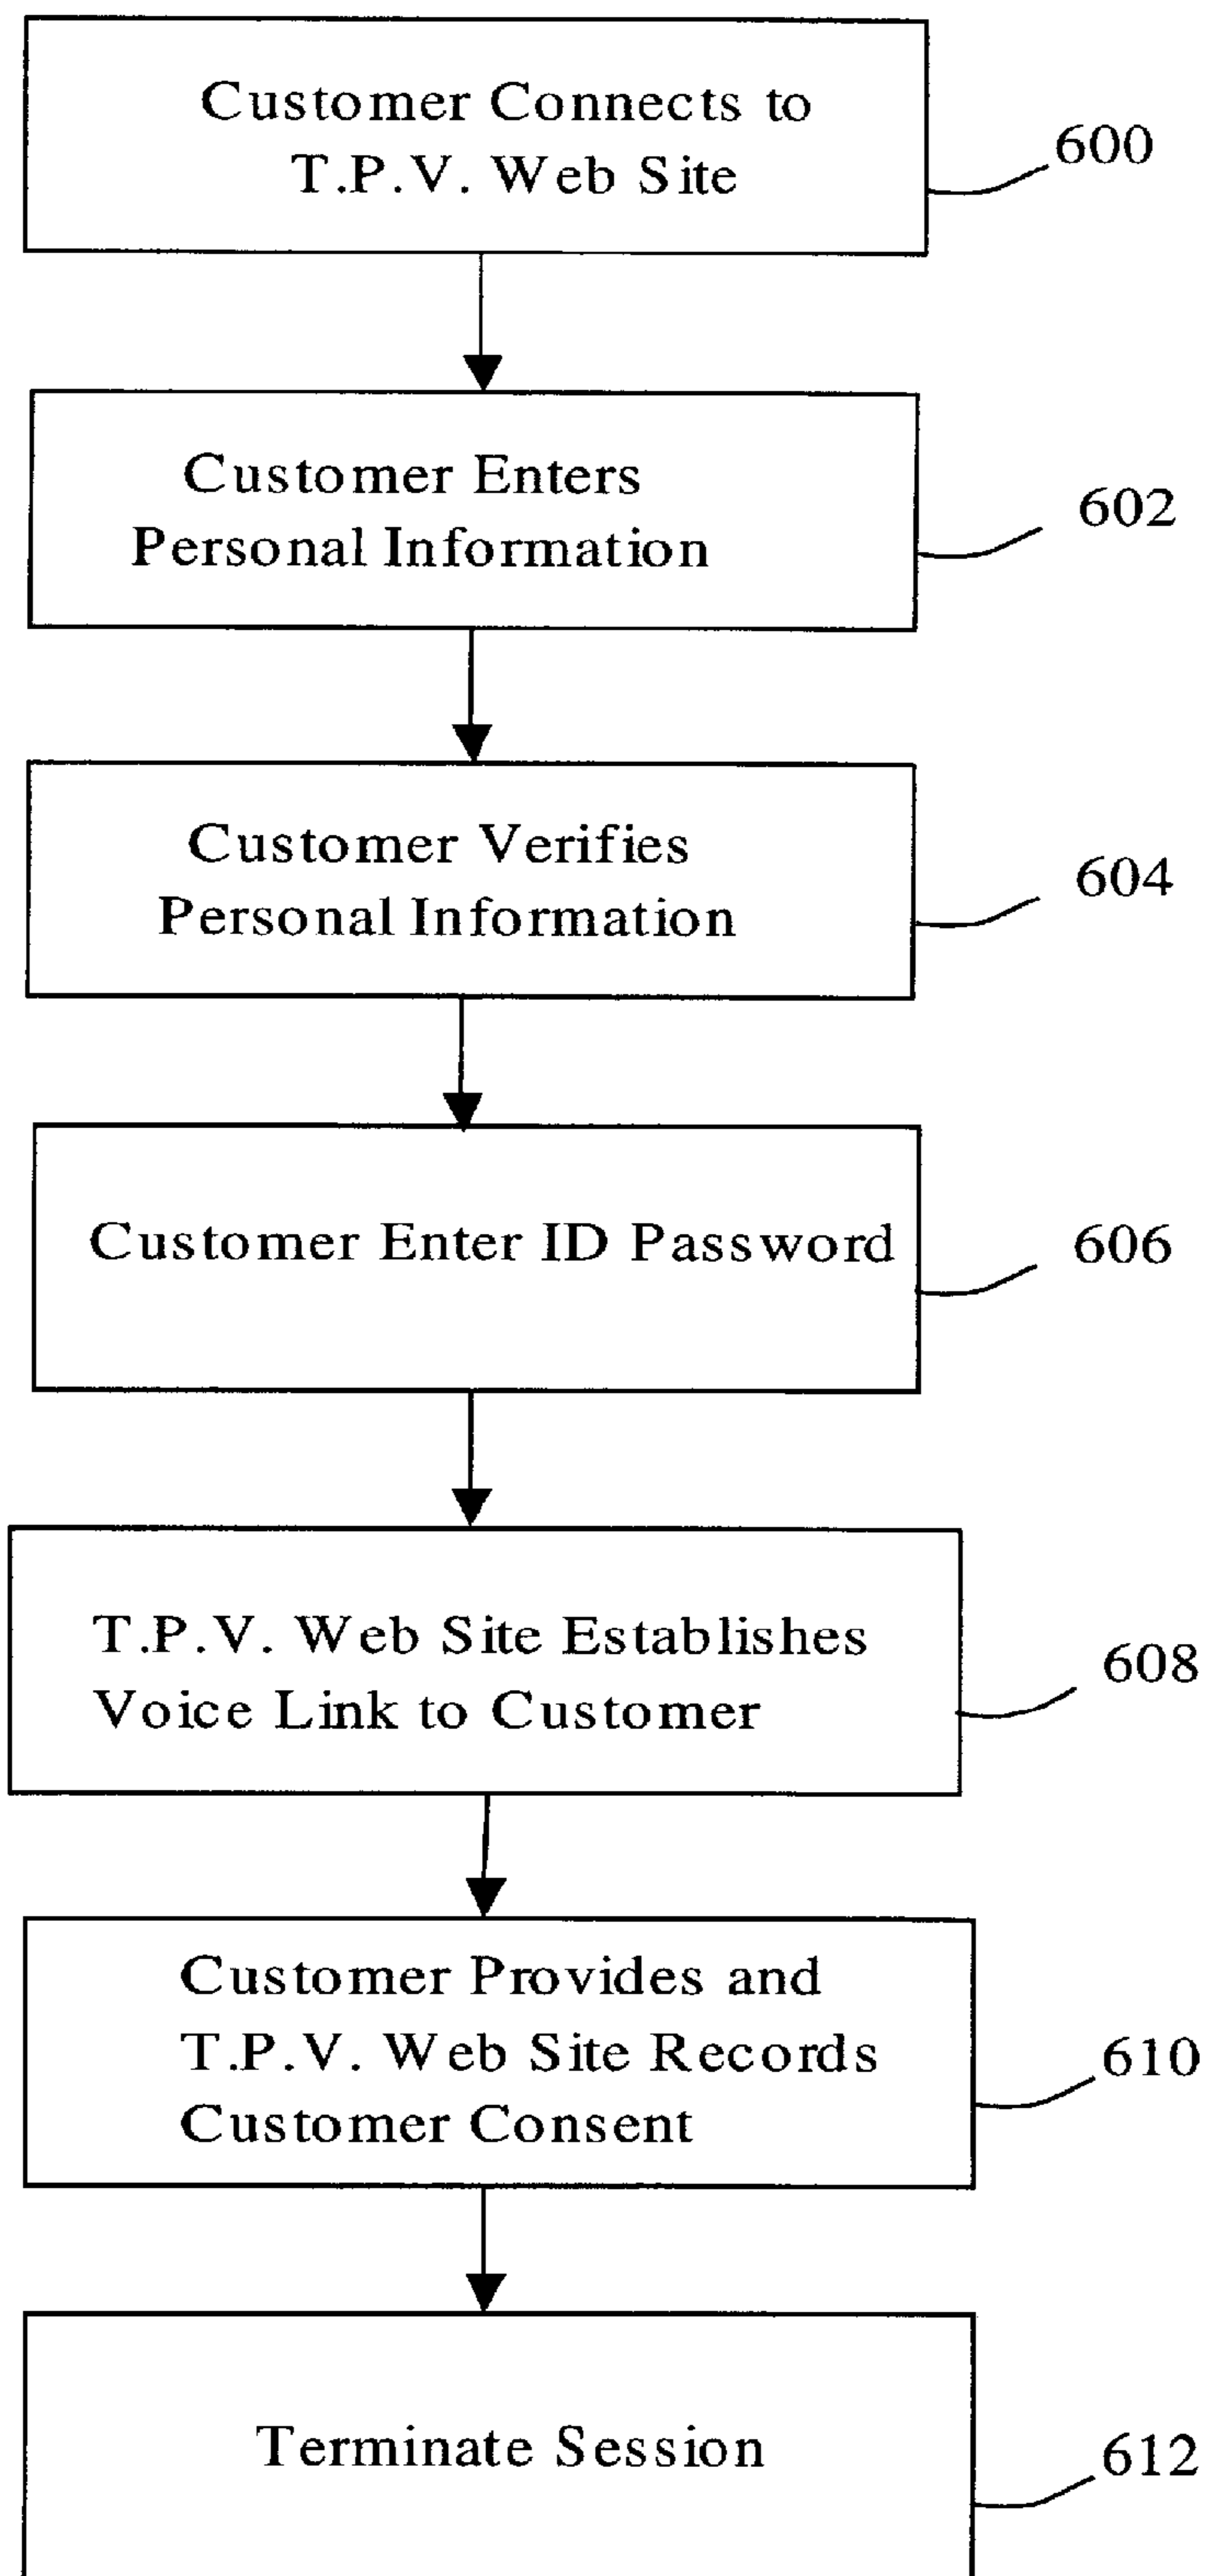 Customer Connects to
T.P.V. Web Site
600
Customer Enters
Personal Information
602
Customer Verifies
Personal Information
604
Customer Enter ID Password
606
T.P.V. Web Site Establishes
Voice Link to Customer
608
Customer Provides and
T.P.V. Web Site Records
Customer Consent
610
Terminate Session
612